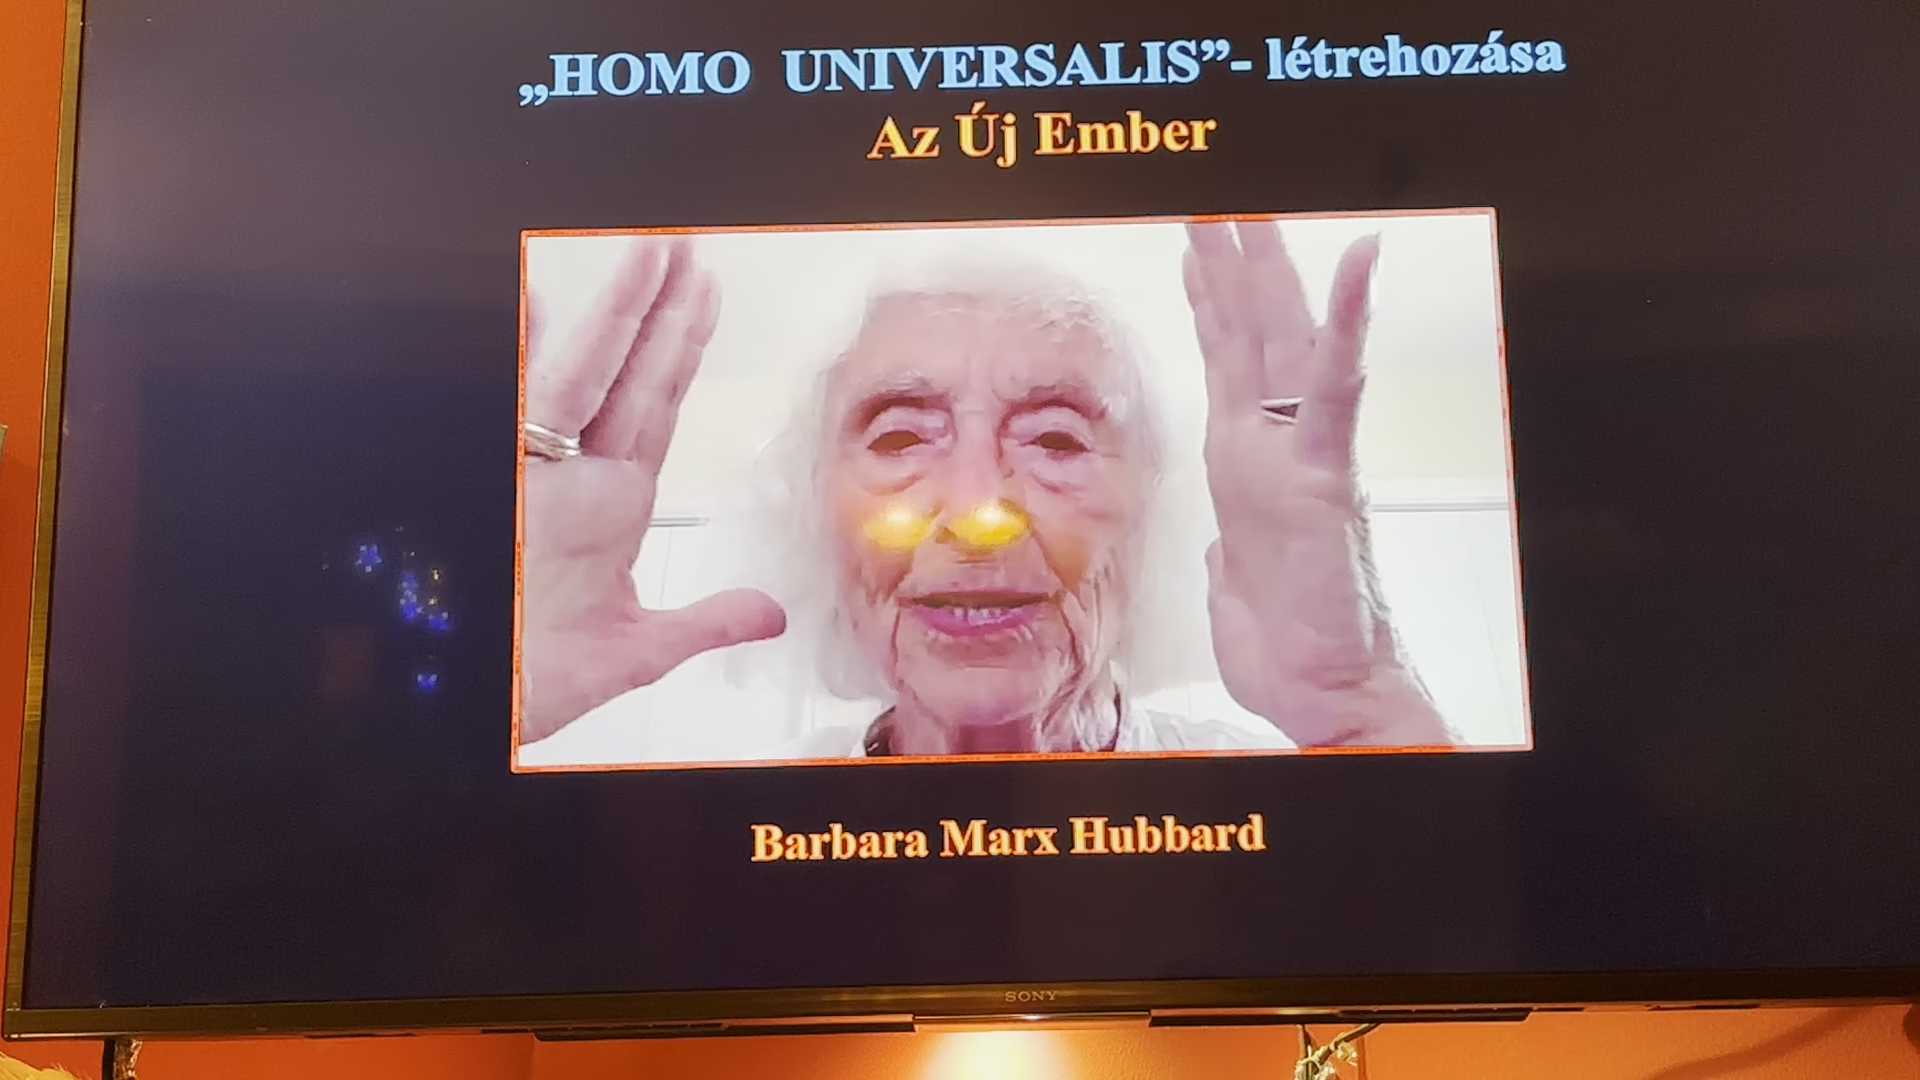 „HOMO UNIVERSALIS”- létrehozása
Az Új Ember
Barbara Marx Hubbard
SONY